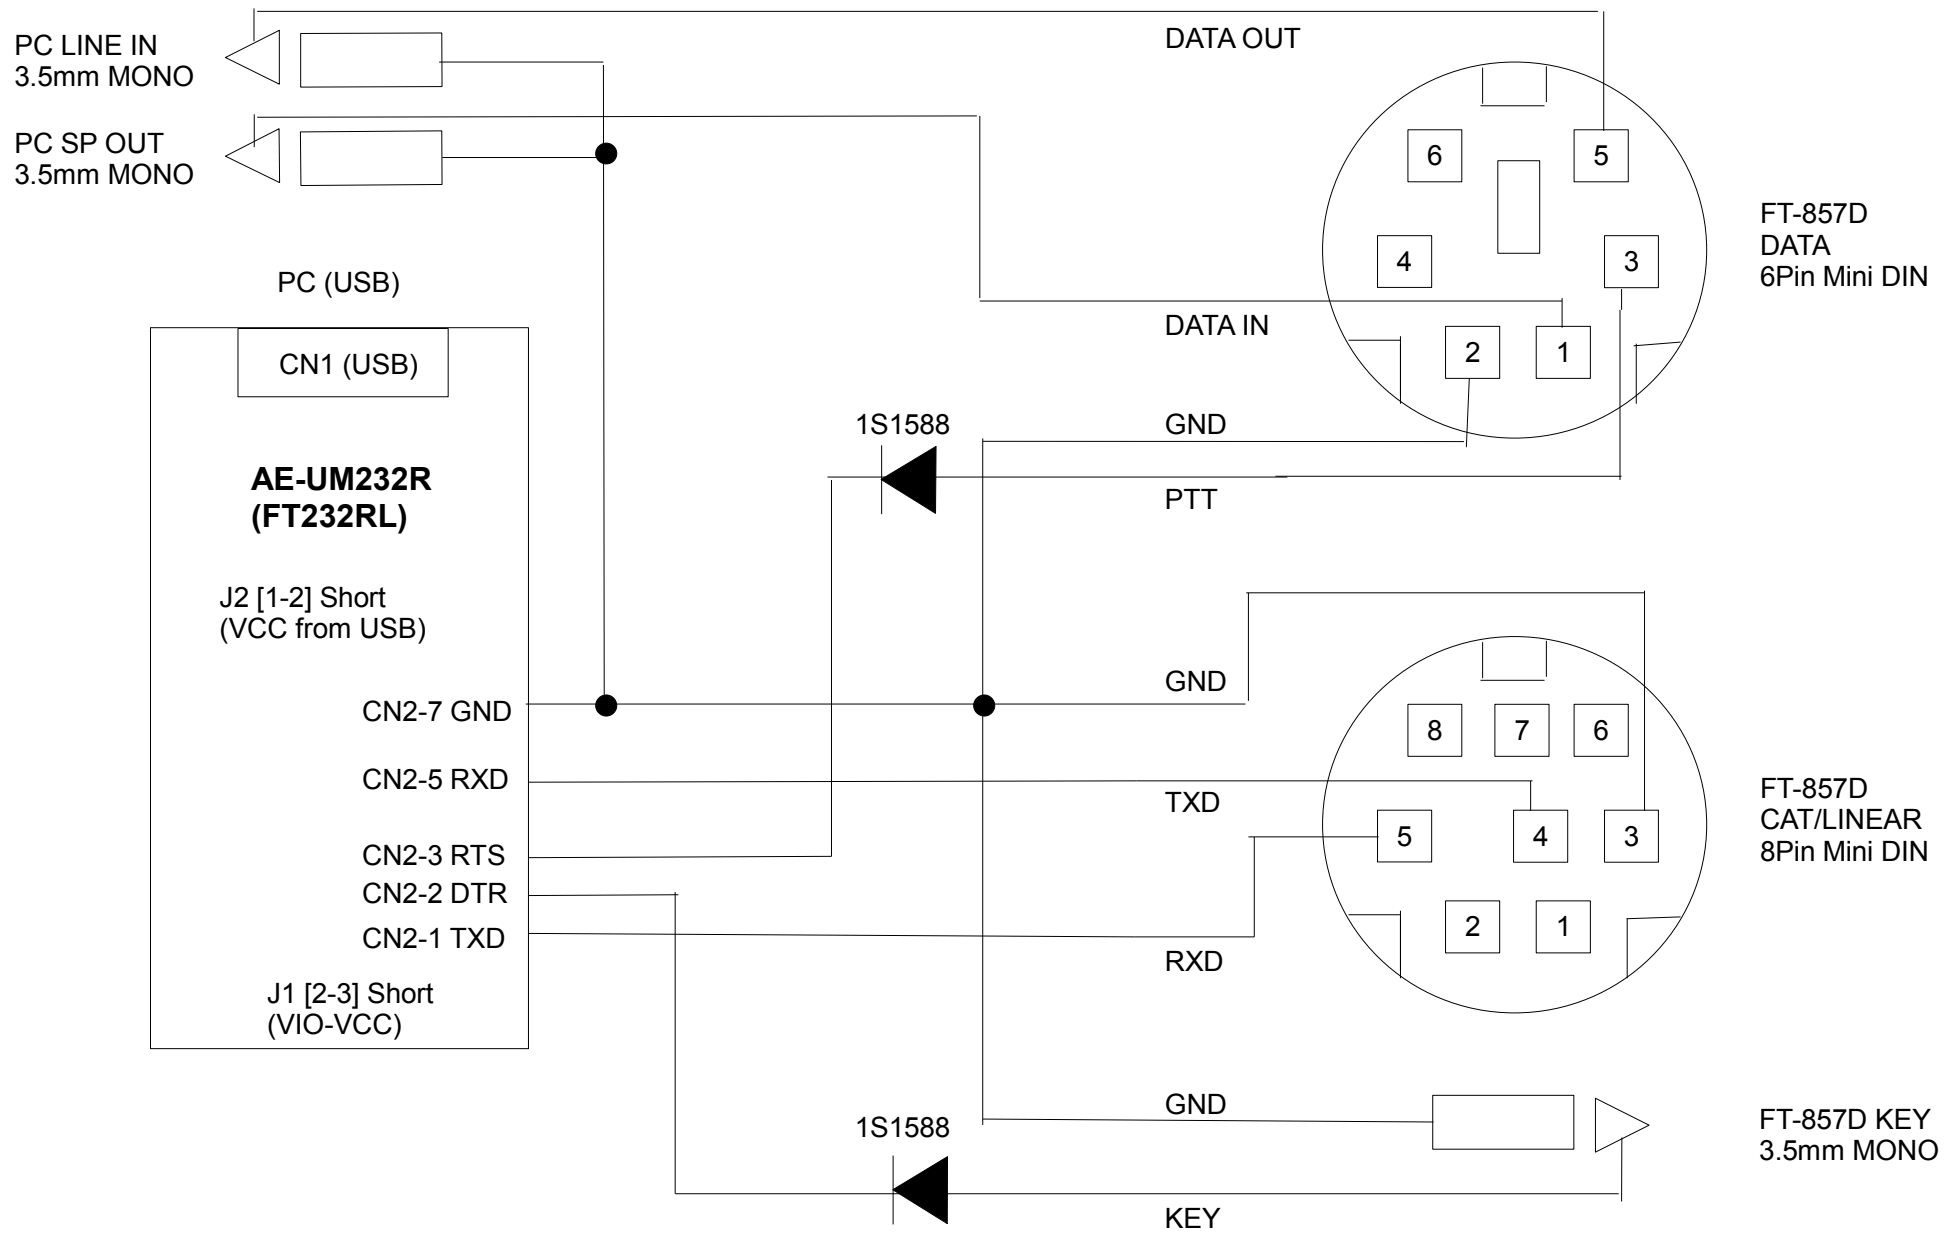 PC LINE IN
3.5mm MONO
DATA OUT
PC SP OUT
3.5mm MONO
6
5
FT-857D
DATA
6Pin Mini DIN
4
3
PC (USB)
DATA IN
2
1
CN1 (USB)
1S1588
GND
AE-UM232R
(FT232RL)
PTT
J2 [1-2] Short
(VCC from USB)
GND
CN2-7 GND
8
7
6
CN2-5 RXD
TXD
FT-857D
CAT/LINEAR
8Pin Mini DIN
5
4
3
CN2-3 RTS
CN2-2 DTR
CN2-1 TXD
2
1
RXD
J1 [2-3] Short
(VIO-VCC)
GND
1S1588
FT-857D KEY
3.5mm MONO
KEY